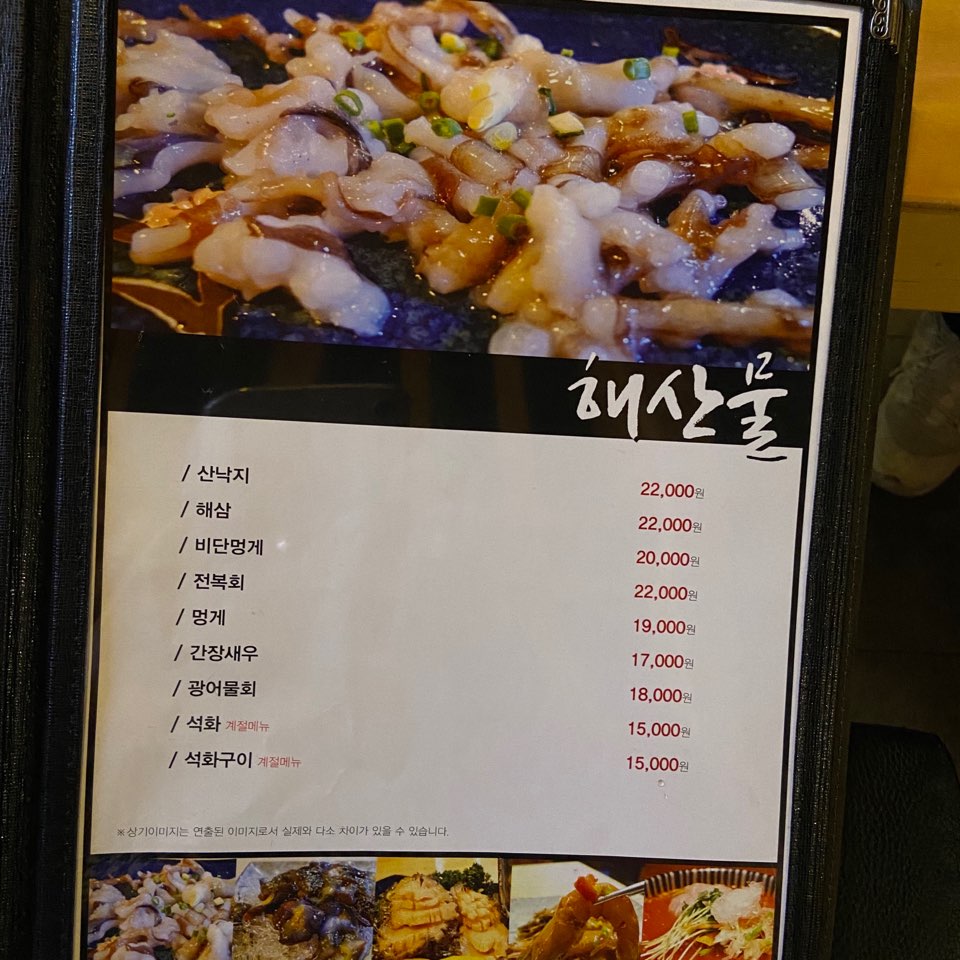 해산물
/ 산낙지 22,000원
/ 해삼 22,000원
/ 비단멍게 20,000원
/ 전복회 22,000원
/ 멍게 19,000원
/ 간장새우 17,000원
/ 광어물회 18,000원
/ 석화 계절메뉴 15,000원
/ 석화구이 계절메뉴 15,000원
※상기이미지는 연출된 이미지로서 실제와 다소 차이가 있을 수 있습니다.